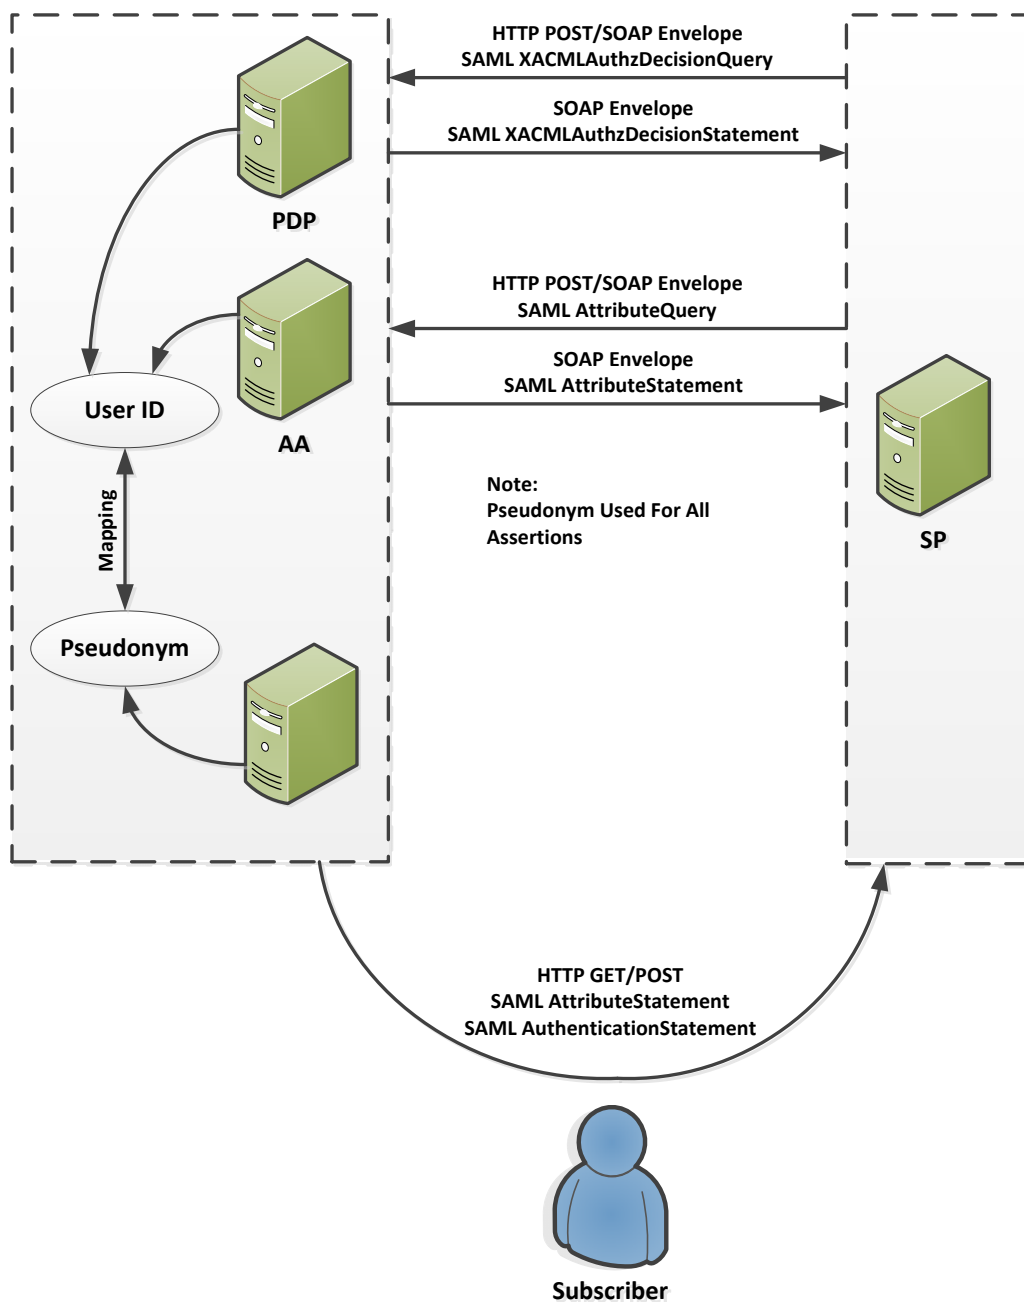 HTTP POST/SOAP Envelope
SAML XACMLAuthzDecisionQuery
SOAP Envelope
SAML XACMLAuthzDecisionStatement
PDP
HTTP POST/SOAP Envelope
SAML AttributeQuery
SOAP Envelope
SAML AttributeStatement
User ID
AA
Note:
Pseudonym Used For All
Assertions
SP
Mapping
Pseudonym
HTTP GET/POST
SAML AttributeStatement
SAML AuthenticationStatement
Subscriber